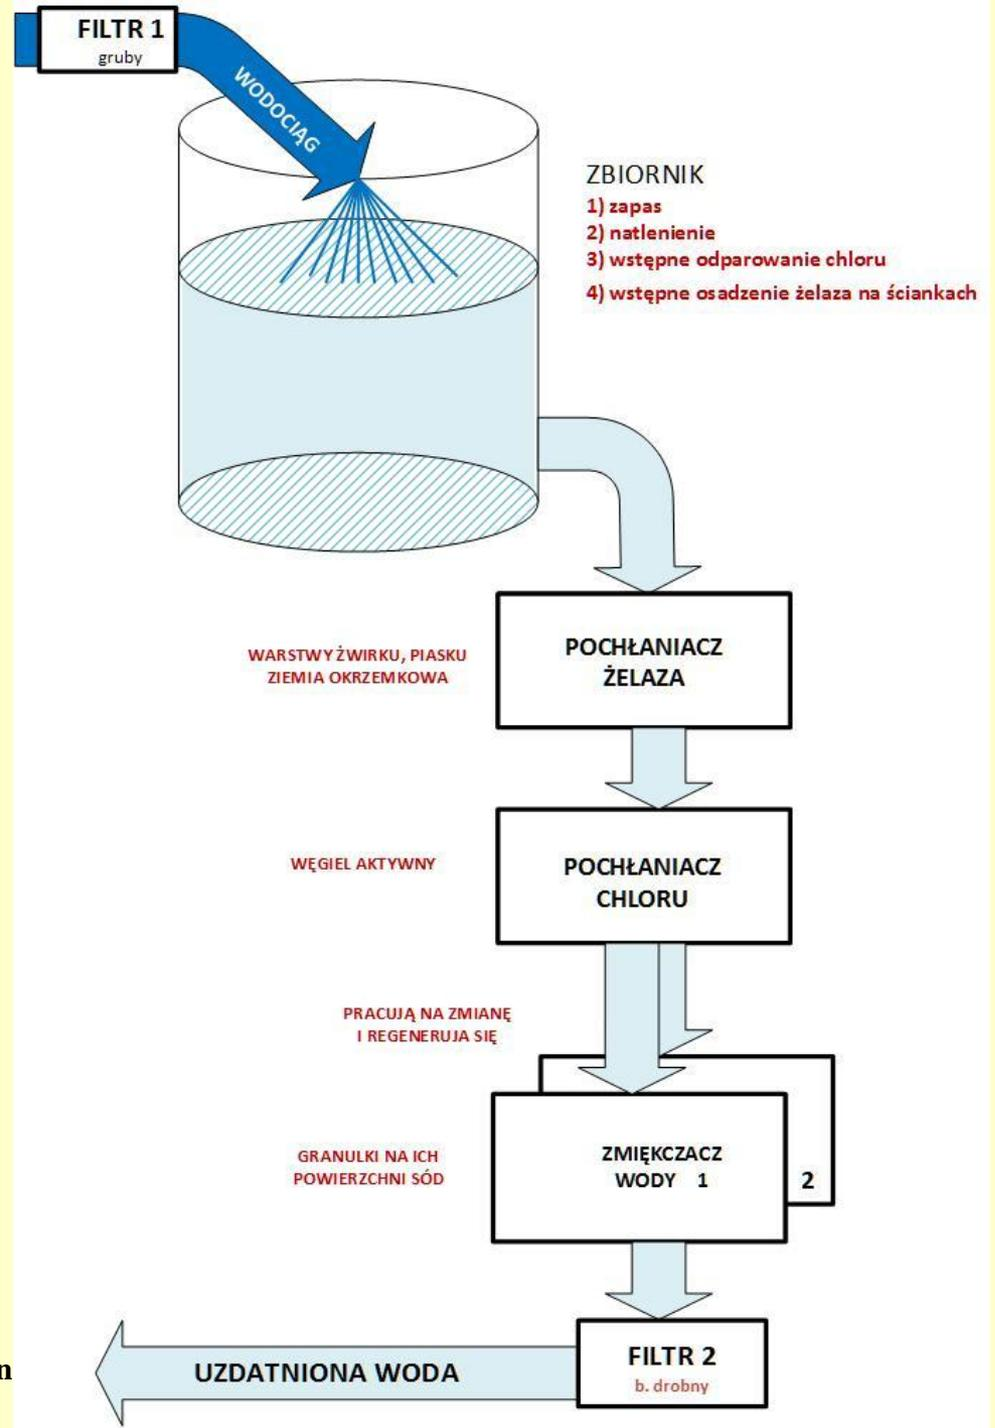 FILTR 1
gruby
WODOCIĄG
ZBIORNIK
1) zapas
2) natlenienie
3) wstępne odparowanie chloru
4) wstępne osadzenie żelaza na ściankach
WARSTWY ŻWIRKU, PIASKU
ZIEMIA OKRZEMKOWA
POCHŁANIACZ
ŻELAZA
WĘGIEL AKTYWNY
POCHŁANIACZ
CHLORU
PRACUJĄ NA ZMIANĘ
I REGENERUJA SIĘ
GRANULKI NA ICH
POWIERZCHNI SÓD
ZMIĘKCZACZ
WODY 1
2
n
UZDATNIONA WODA
FILTR 2
b. drobny